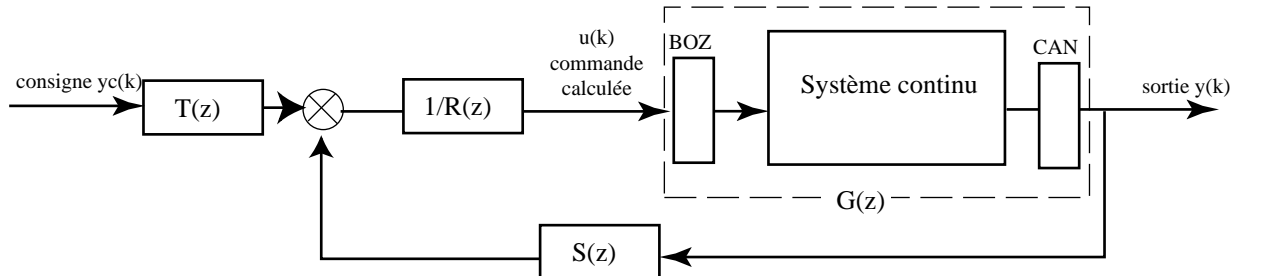 consigne yc(k)
T(z)
1/R(z)
u(k)
commande
calculée
BOZ
Système continu
CAN
sortie y(k)
G(z)
S(z)